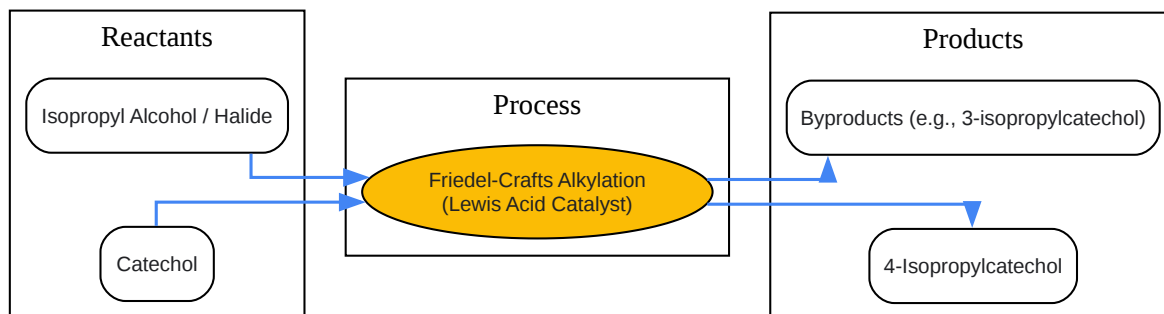 Reactants
Isopropyl Alcohol / Halide
Catechol
Process
Friedel-Crafts Alkylation
(Lewis Acid Catalyst)
Products
Byproducts (e.g., 3-isopropylcatechol)
4-Isopropylcatechol